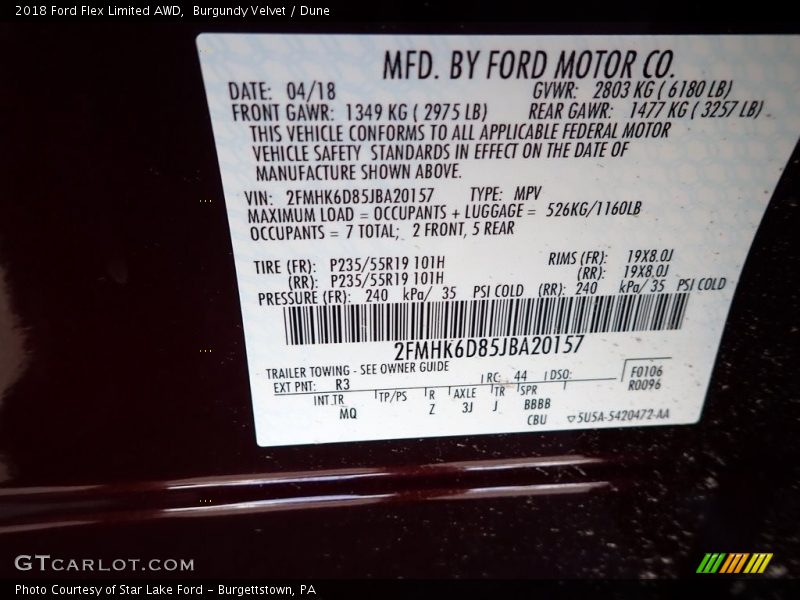 2018 Ford Flex Limited AWD,  Burgundy Velvet / Dune
MFD. BY FORD MOTOR CO.
DATE: 04/18 GVWR: 2803 KG ( 6180 LB)
FRONT GAWR: 1349 KG ( 2975 LB) REAR GAWR: 1477 KG ( 3257 LB)
THIS VEHICLE CONFORMS TO ALL APPLICABLE FEDERAL MOTOR
VEHICLE SAFETY STANDARDS IN EFFECT ON THE DATE OF
MANUFACTURE SHOWN ABOVE.
VIN: 2FMHK6D85JBA20157 TYPE: MPV
MAXIMUM LOAD = OCCUPANTS + LUGGAGE = 526KG/1160LB
OCCUPANTS = 7 TOTAL; 2 FRONT, 5 REAR
TIRE (FR): P235/55R19 101H RIMS (FR): 19X8.0J
(RR): P235/55R19 101H (RR): 19X8.0J
PRESSURE (FR): 240 kPa/ 35 PSI COLD (RR): 240 kPa/ 35 PSI COLD
2FMHK6D85JBA20157
TRAILER TOWING - SEE OWNER GUIDE
EXT PNT: R3 RC: 44 DSO: F0106
R0096
INT TR TP/PS R AXLE TR SPR
MQ Z 3J J BBBB
CBU 5U5A-5420472-AA
GTCARLOT.COM
Photo Courtesy of Star Lake Ford - Burgettstown, PA